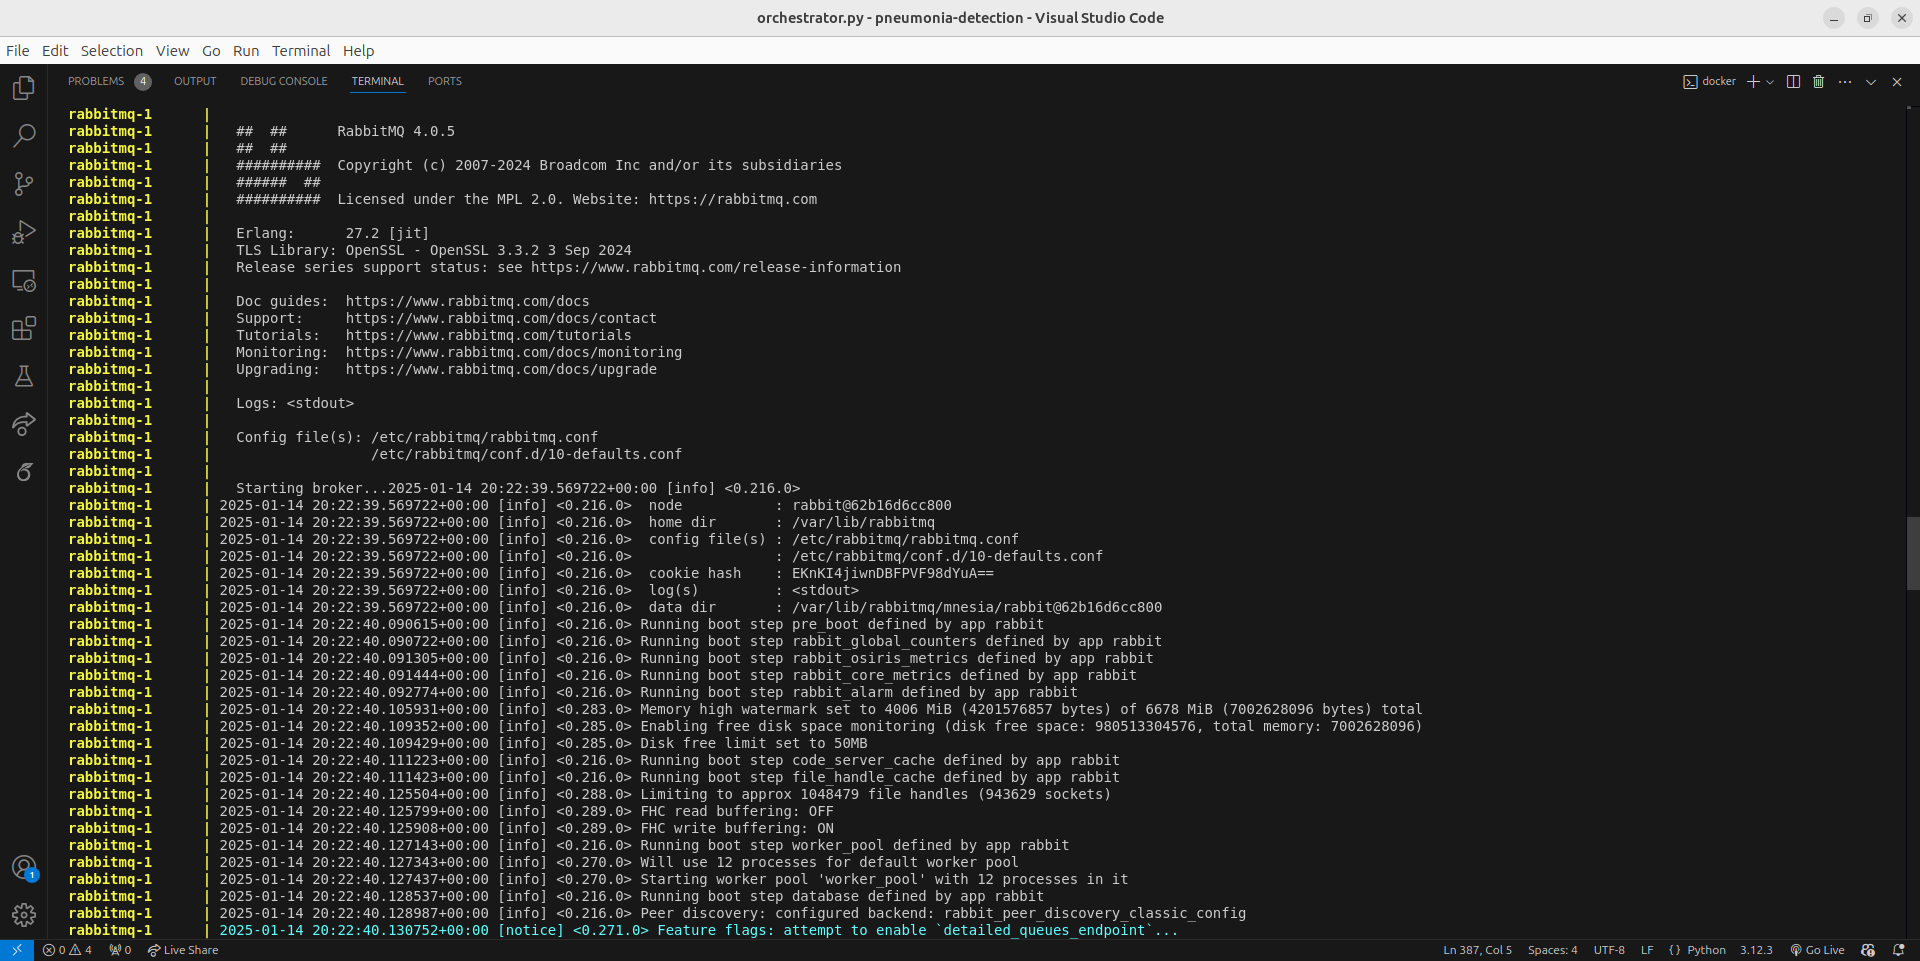 orchestrator.py - pneumonia-detection - Visual Studio Code
File Edit Selection View Go Run Terminal Help
PROBLEMS 4 OUTPUT DEBUG CONSOLE TERMINAL PORTS docker
rabbitmq-1 |
rabbitmq-1 | ## ## RabbitMQ 4.0.5
rabbitmq-1 | ## ##
rabbitmq-1 | ########## Copyright (c) 2007-2024 Broadcom Inc and/or its subsidiaries
rabbitmq-1 | ###### ##
rabbitmq-1 | ########## Licensed under the MPL 2.0. Website: https://rabbitmq.com
rabbitmq-1 |
rabbitmq-1 | Erlang: 27.2 [jit]
rabbitmq-1 | TLS Library: OpenSSL - OpenSSL 3.3.2 3 Sep 2024
rabbitmq-1 | Release series support status: see https://www.rabbitmq.com/release-information
rabbitmq-1 |
rabbitmq-1 | Doc guides: https://www.rabbitmq.com/docs
rabbitmq-1 | Support: https://www.rabbitmq.com/docs/contact
rabbitmq-1 | Tutorials: https://www.rabbitmq.com/tutorials
rabbitmq-1 | Monitoring: https://www.rabbitmq.com/docs/monitoring
rabbitmq-1 | Upgrading: https://www.rabbitmq.com/docs/upgrade
rabbitmq-1 |
rabbitmq-1 | Logs: <stdout>
rabbitmq-1 |
rabbitmq-1 | Config file(s): /etc/rabbitmq/rabbitmq.conf
rabbitmq-1 | /etc/rabbitmq/conf.d/10-defaults.conf
rabbitmq-1 |
rabbitmq-1 | Starting broker...2025-01-14 20:22:39.569722+00:00 [info] <0.216.0>
rabbitmq-1 | 2025-01-14 20:22:39.569722+00:00 [info] <0.216.0> node : rabbit@62b16d6cc800
rabbitmq-1 | 2025-01-14 20:22:39.569722+00:00 [info] <0.216.0> home dir : /var/lib/rabbitmq
rabbitmq-1 | 2025-01-14 20:22:39.569722+00:00 [info] <0.216.0> config file(s) : /etc/rabbitmq/rabbitmq.conf
rabbitmq-1 | 2025-01-14 20:22:39.569722+00:00 [info] <0.216.0> : /etc/rabbitmq/conf.d/10-defaults.conf
rabbitmq-1 | 2025-01-14 20:22:39.569722+00:00 [info] <0.216.0> cookie hash : EKnKI4jiwnDBFPVF98dYuA==
rabbitmq-1 | 2025-01-14 20:22:39.569722+00:00 [info] <0.216.0> log(s) : <stdout>
rabbitmq-1 | 2025-01-14 20:22:39.569722+00:00 [info] <0.216.0> data dir : /var/lib/rabbitmq/mnesia/rabbit@62b16d6cc800
rabbitmq-1 | 2025-01-14 20:22:40.090615+00:00 [info] <0.216.0> Running boot step pre_boot defined by app rabbit
rabbitmq-1 | 2025-01-14 20:22:40.090722+00:00 [info] <0.216.0> Running boot step rabbit_global_counters defined by app rabbit
rabbitmq-1 | 2025-01-14 20:22:40.091305+00:00 [info] <0.216.0> Running boot step rabbit_osiris_metrics defined by app rabbit
rabbitmq-1 | 2025-01-14 20:22:40.091444+00:00 [info] <0.216.0> Running boot step rabbit_core_metrics defined by app rabbit
rabbitmq-1 | 2025-01-14 20:22:40.092774+00:00 [info] <0.216.0> Running boot step rabbit_alarm defined by app rabbit
rabbitmq-1 | 2025-01-14 20:22:40.105931+00:00 [info] <0.283.0> Memory high watermark set to 4006 MiB (4201576857 bytes) of 6678 MiB (7002628096 bytes) total
rabbitmq-1 | 2025-01-14 20:22:40.109352+00:00 [info] <0.285.0> Enabling free disk space monitoring (disk free space: 980513304576, total memory: 7002628096)
rabbitmq-1 | 2025-01-14 20:22:40.109429+00:00 [info] <0.285.0> Disk free limit set to 50MB
rabbitmq-1 | 2025-01-14 20:22:40.111223+00:00 [info] <0.216.0> Running boot step code_server_cache defined by app rabbit
rabbitmq-1 | 2025-01-14 20:22:40.111423+00:00 [info] <0.216.0> Running boot step file_handle_cache defined by app rabbit
rabbitmq-1 | 2025-01-14 20:22:40.125504+00:00 [info] <0.288.0> Limiting to approx 1048479 file handles (943629 sockets)
rabbitmq-1 | 2025-01-14 20:22:40.125799+00:00 [info] <0.289.0> FHC read buffering: OFF
rabbitmq-1 | 2025-01-14 20:22:40.125908+00:00 [info] <0.289.0> FHC write buffering: ON
rabbitmq-1 | 2025-01-14 20:22:40.127143+00:00 [info] <0.216.0> Running boot step worker_pool defined by app rabbit
rabbitmq-1 | 2025-01-14 20:22:40.127343+00:00 [info] <0.270.0> Will use 12 processes for default worker pool
rabbitmq-1 | 2025-01-14 20:22:40.127437+00:00 [info] <0.270.0> Starting worker pool 'worker_pool' with 12 processes in it
rabbitmq-1 | 2025-01-14 20:22:40.128537+00:00 [info] <0.216.0> Running boot step database defined by app rabbit
rabbitmq-1 | 2025-01-14 20:22:40.128987+00:00 [info] <0.216.0> Peer discovery: configured backend: rabbit_peer_discovery_classic_config
rabbitmq-1 | 2025-01-14 20:22:40.130752+00:00 [notice] <0.271.0> Feature flags: attempt to enable `detailed_queues_endpoint`...
1
0 4 0 Live Share Ln 387, Col 5 Spaces: 4 UTF-8 LF {} Python 3.12.3 Go Live